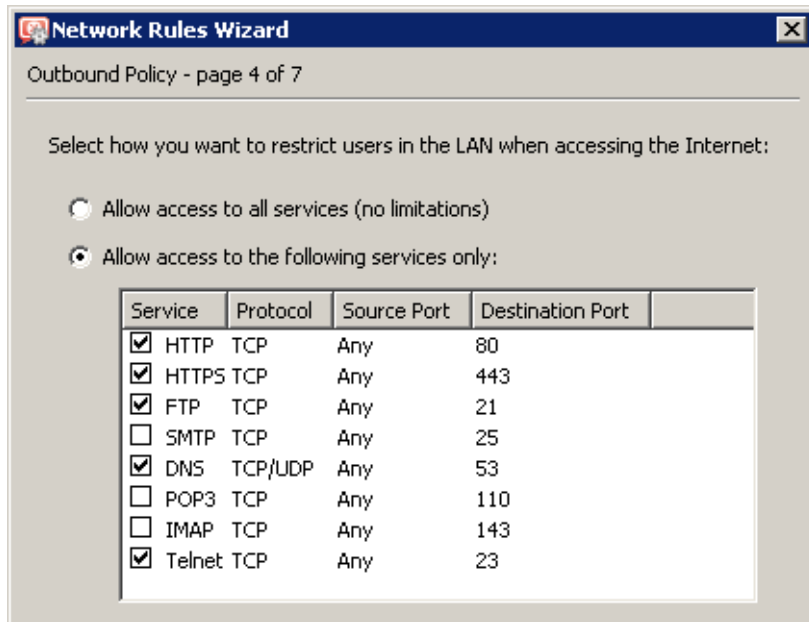 Network Rules Wizard
Outbound Policy - page 4 of 7
Select how you want to restrict users in the LAN when accessing the Internet:
Allow access to all services (no limitations)
Allow access to the following services only:
Service Protocol Source Port Destination Port
HTTP TCP Any 80
HTTPS TCP Any 443
FTP TCP Any 21
SMTP TCP Any 25
DNS TCP/UDP Any 53
POP3 TCP Any 110
IMAP TCP Any 143
Telnet TCP Any 23